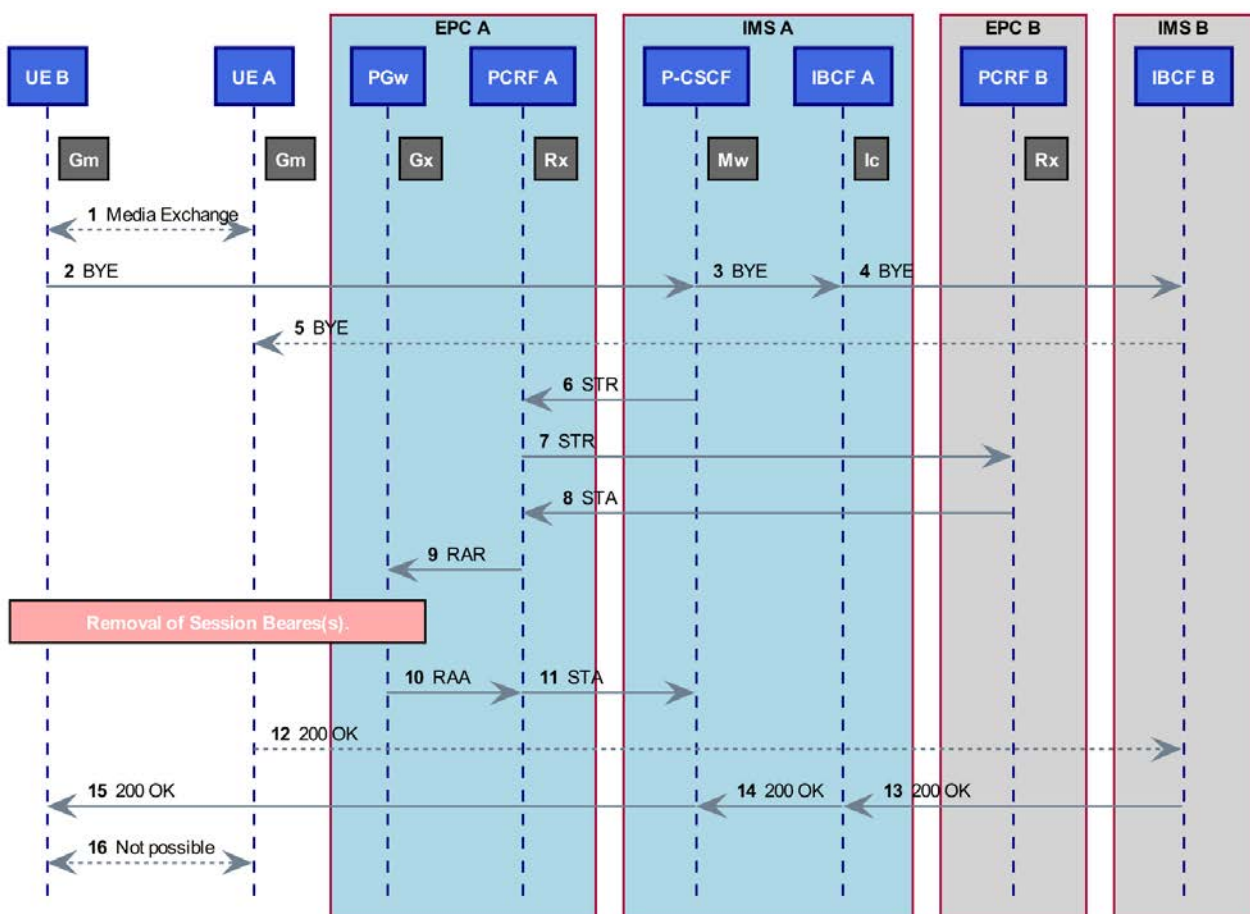 EPC A
IMS A
EPC B
IMS B
UE B
UE A
PGw
PCRF A
P-CSCF
IBCF A
PCRF B
IBCF B
Gm
Gm
Gx
Rx
Mw
Ic
Rx
1 Media Exchange
2 BYE
3 BYE
4 BYE
5 BYE
6 STR
7 STR
8 STA
9 RAR
Removal of Session Beares(s).
10 RAA
11 STA
12 200 OK
15 200 OK
14 200 OK
13 200 OK
16 Not possible